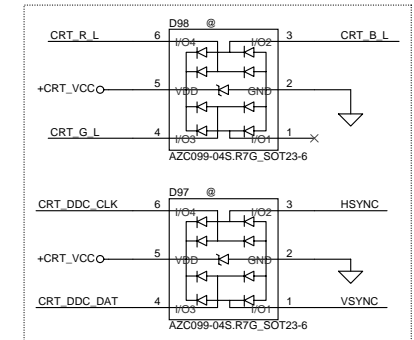 D98 @
CRT_R_L 6 I/O4 I/O2 3 CRT_B_L
+CRT_VCC 5 VDD GND 2
CRT_G_L 4 I/O3 I/O1 1
AZC099-04S.R7G_SOT23-6
D97 @
CRT_DDC_CLK 6 I/O4 I/O2 3 HSYNC
+CRT_VCC 5 VDD GND 2
CRT_DDC_DAT 4 I/O3 I/O1 1 VSYNC
AZC099-04S.R7G_SOT23-6